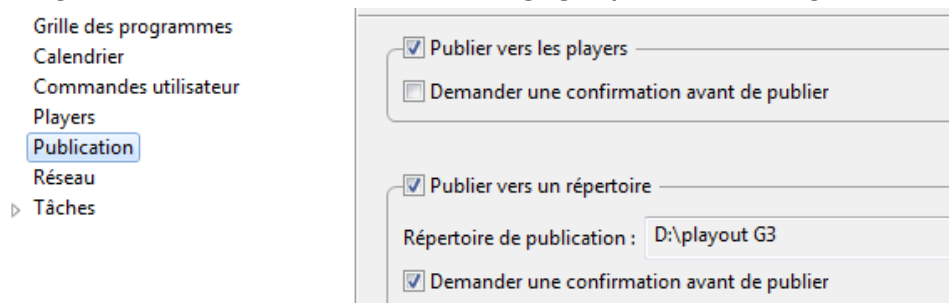 Grille des programmes
Calendrier
Commandes utilisateur
Players
Publication
Réseau
Tâches
Publier vers les players
Demander une confirmation avant de publier
Publier vers un répertoire
Répertoire de publication : D:\playout G3
Demander une confirmation avant de publier